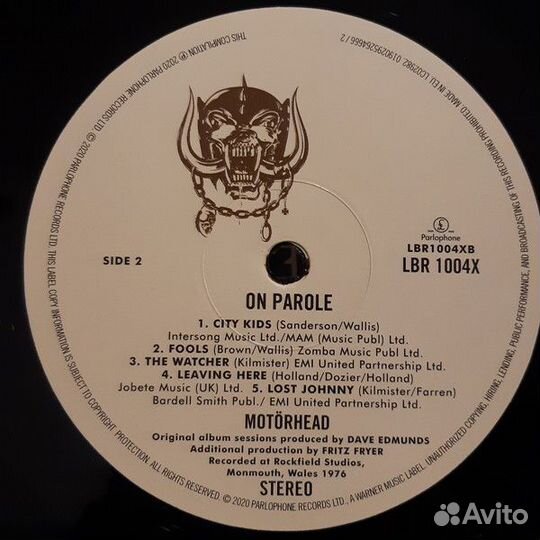 THIS COMPILATION ℗ 2020 PARLOPHONE RECORDS LTD. © 2020 PARLOPHONE RECORDS LTD. THIS LABEL COPY INFORMATION IS SUBJECT TO COPYRIGHT PROTECTION. ALL RIGHTS RESERVED. © 2020 PARLOPHONE RECORDS LTD., A WARNER MUSIC LABEL. UNAUTHORIZED COPYING, HIRING, LENDING, PUBLIC PERFORMANCE, AND BROADCASTING OF THIS RECORDING PROHIBITED. MADE IN EU. LC02982. 0190295264666/2
Parlophone
LBR1004XB
SIDE 2
LBR 1004X
ON PAROLE
1. CITY KIDS (Sanderson/Wallis)
Intersong Music Ltd./MAM (Music Publ) Ltd.
2. FOOLS (Brown/Wallis) Zomba Music Publ Ltd.
3. THE WATCHER (Kilmister) EMI United Partnership Ltd.
4. LEAVING HERE (Holland/Dozier/Holland)
Jobete Music (UK) Ltd. 5. LOST JOHNNY (Kilmister/Farren)
Bardell Smith Publ./ EMI United Partnership Ltd.
MOTÖRHEAD
Original album sessions produced by DAVE EDMUNDS
Additional production by FRITZ FRYER
Recorded at Rockfield Studios,
Monmouth, Wales 1976
STEREO
Avito